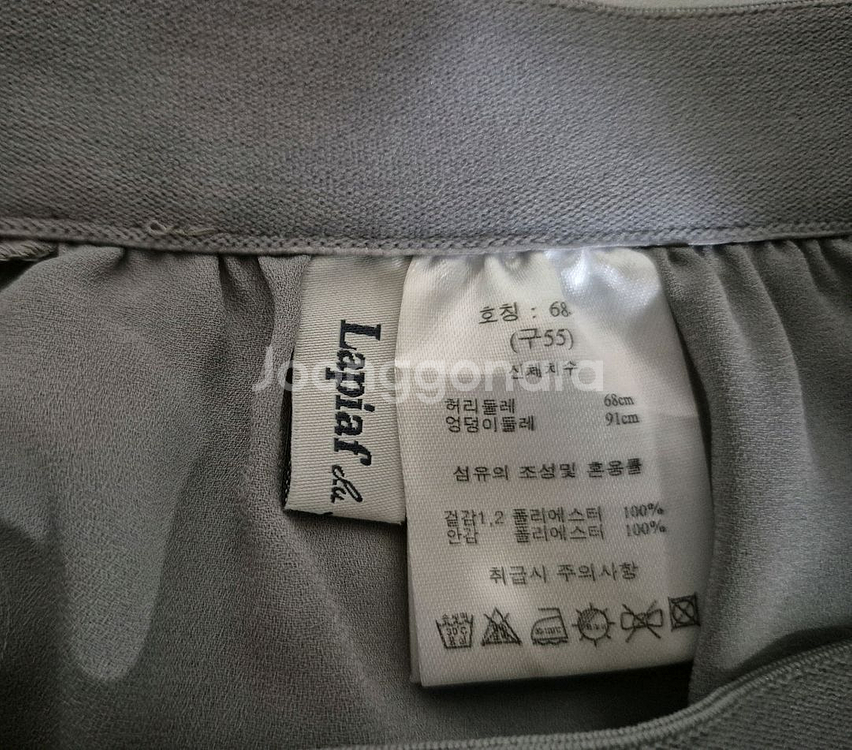 Lapiaf chu
호칭 : 68
(구55)
신체치수
허리둘레 68cm
엉덩이둘레 91cm
섬유의 조성및 혼용률
겉감1,2 폴리에스터 100%
안감 폴리에스터 100%
취급시 주의사항
Joonggonara